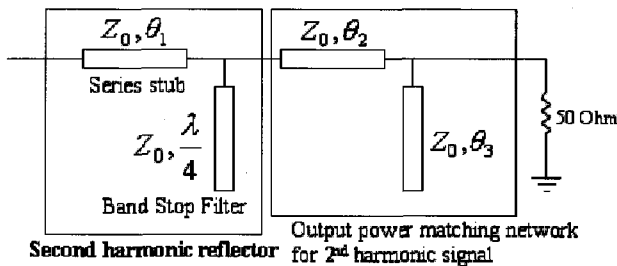 Z₀,θ₁
Z₀,θ₂
Series stub
Z₀,λ/4
Z₀,θ₃
50 Ohm
Band Stop Filter
Second harmonic reflector
Output power matching network
for 2nd harmonic signal